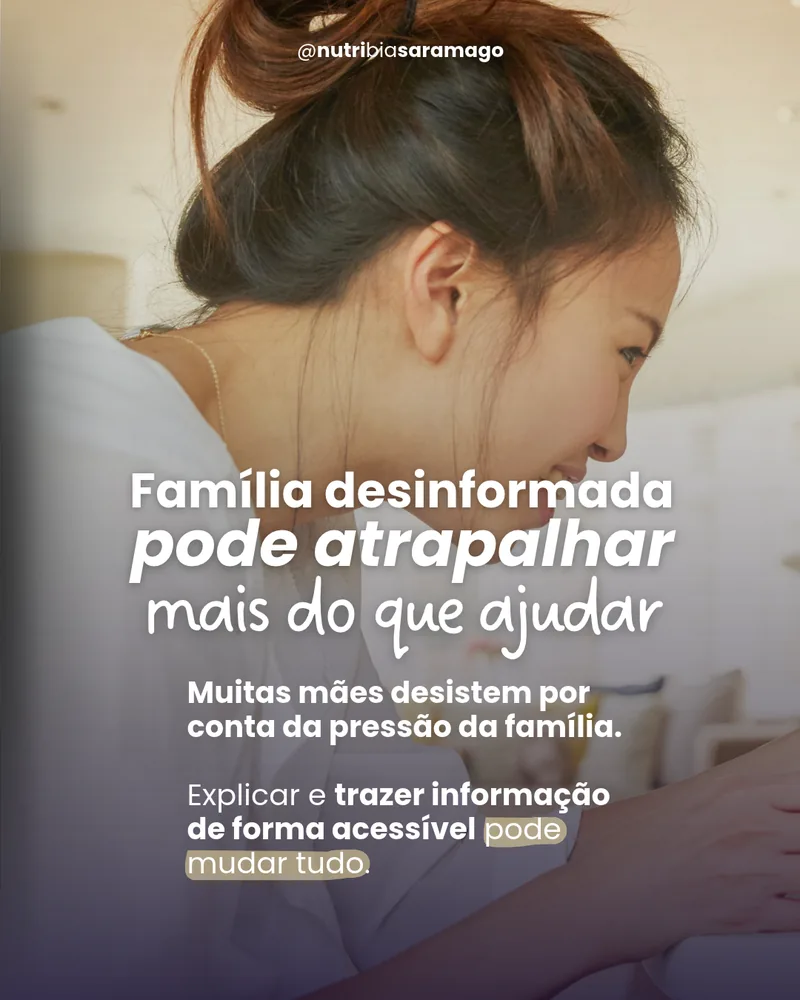 @nutribiasaramago
Família desinformada
pode atrapalhar
mais do que ajudar
Muitas mães desistem por
conta da pressão da família.
Explicar e trazer informação
de forma acessível pode
mudar tudo.